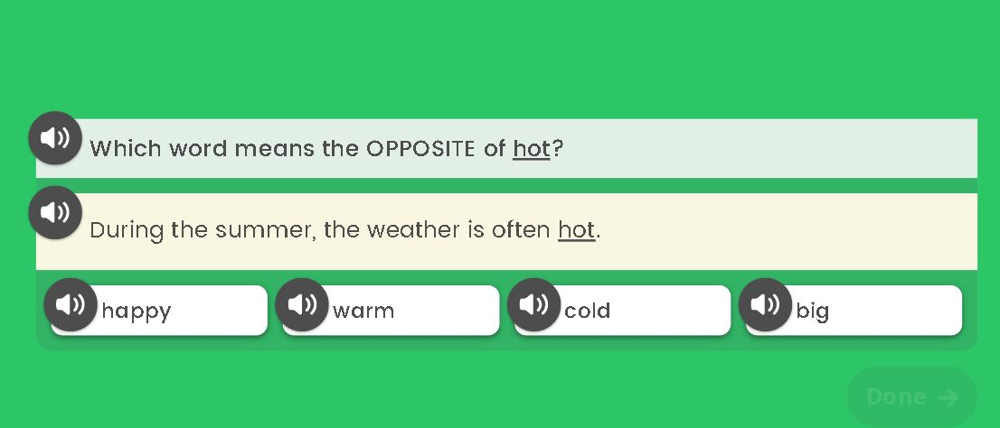 Which word means the OPPOSITE of hot?
During the summer, the weather is often hot.
happy
warm
cold
big
Done →